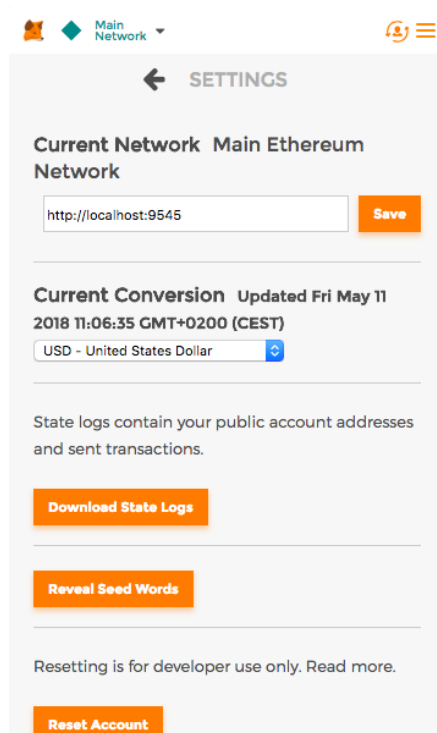 Main
Network
SETTINGS
Current Network Main Ethereum
Network
http://localhost:9545
Save
Current Conversion Updated Fri May 11
2018 11:06:35 GMT+0200 (CEST)
USD - United States Dollar
State logs contain your public account addresses
and sent transactions.
Download State Logs
Reveal Seed Words
Resetting is for developer use only. Read more.
Reset Account